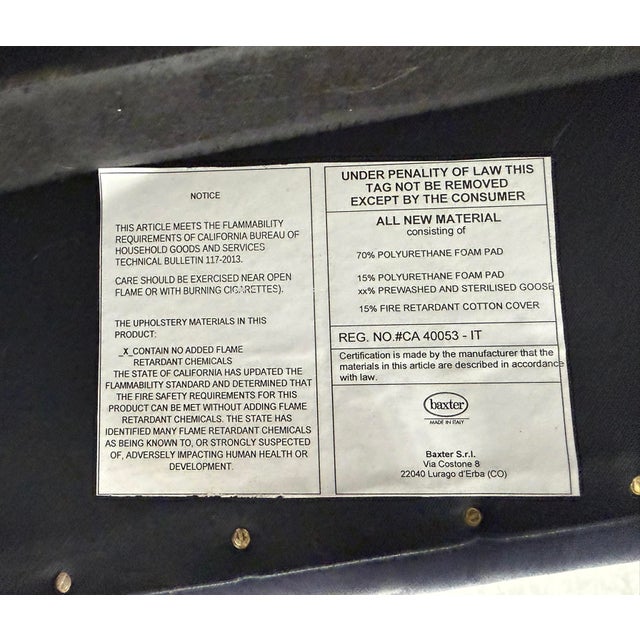 NOTICE
THIS ARTICLE MEETS THE FLAMMABILITY
REQUIREMENTS OF CALIFORNIA BUREAU OF
HOUSEHOLD GOODS AND SERVICES
TECHNICAL BULLETIN 117-2013.
CARE SHOULD BE EXERCISED NEAR OPEN
FLAME OR WITH BURNING CIGARETTES).
THE UPHOLSTERY MATERIALS IN THIS
PRODUCT:
_X_CONTAIN NO ADDED FLAME
RETARDANT CHEMICALS
THE STATE OF CALIFORNIA HAS UPDATED THE
FLAMMABILITY STANDARD AND DETERMINED THAT
THE FIRE SAFETY REQUIREMENTS FOR THIS
PRODUCT CAN BE MET WITHOUT ADDING FLAME
RETARDANT CHEMICALS. THE STATE HAS
IDENTIFIED MANY FLAME RETARDANT CHEMICALS
AS BEING KNOWN TO, OR STRONGLY SUSPECTED
OF, ADVERSELY IMPACTING HUMAN HEALTH OR
DEVELOPMENT.
UNDER PENALITY OF LAW THIS
TAG NOT BE REMOVED
EXCEPT BY THE CONSUMER
ALL NEW MATERIAL
consisting of
70% POLYURETHANE FOAM PAD
15% POLYURETHANE FOAM PAD
xx% PREWASHED AND STERILISED GOOSE
15% FIRE RETARDANT COTTON COVER
REG. NO.#CA 40053 - IT
Certification is made by the manufacturer that the
materials in this article are described in accordance
with law.
baxter
MADE IN ITALY
Baxter S.r.l.
Via Costone 8
22040 Lurago d'Erba (CO)